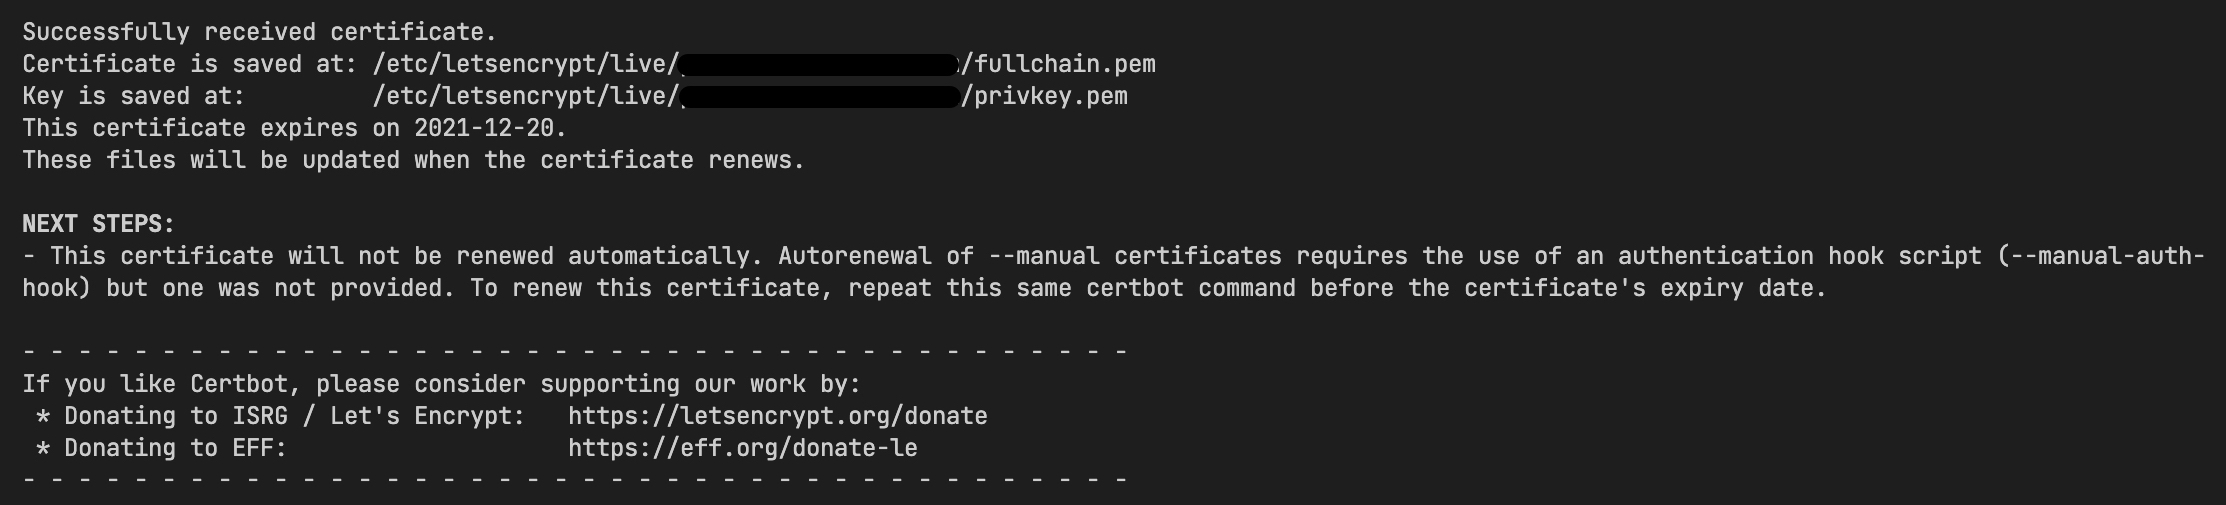 Successfully received certificate.
Certificate is saved at: /etc/letsencrypt/live/ /fullchain.pem
Key is saved at:         /etc/letsencrypt/live/ /privkey.pem
This certificate expires on 2021-12-20.
These files will be updated when the certificate renews.
NEXT STEPS:
- This certificate will not be renewed automatically. Autorenewal of --manual certificates requires the use of an authentication hook script (--manual-auth-
hook) but one was not provided. To renew this certificate, repeat this same certbot command before the certificate's expiry date.
- - - - - - - - - - - - - - - - - - - - - - - - - - - - - - - - - - - - - - - -
If you like Certbot, please consider supporting our work by:
 * Donating to ISRG / Let's Encrypt:   https://letsencrypt.org/donate
 * Donating to EFF:                    https://eff.org/donate-le
- - - - - - - - - - - - - - - - - - - - - - - - - - - - - - - - - - - - - - - -